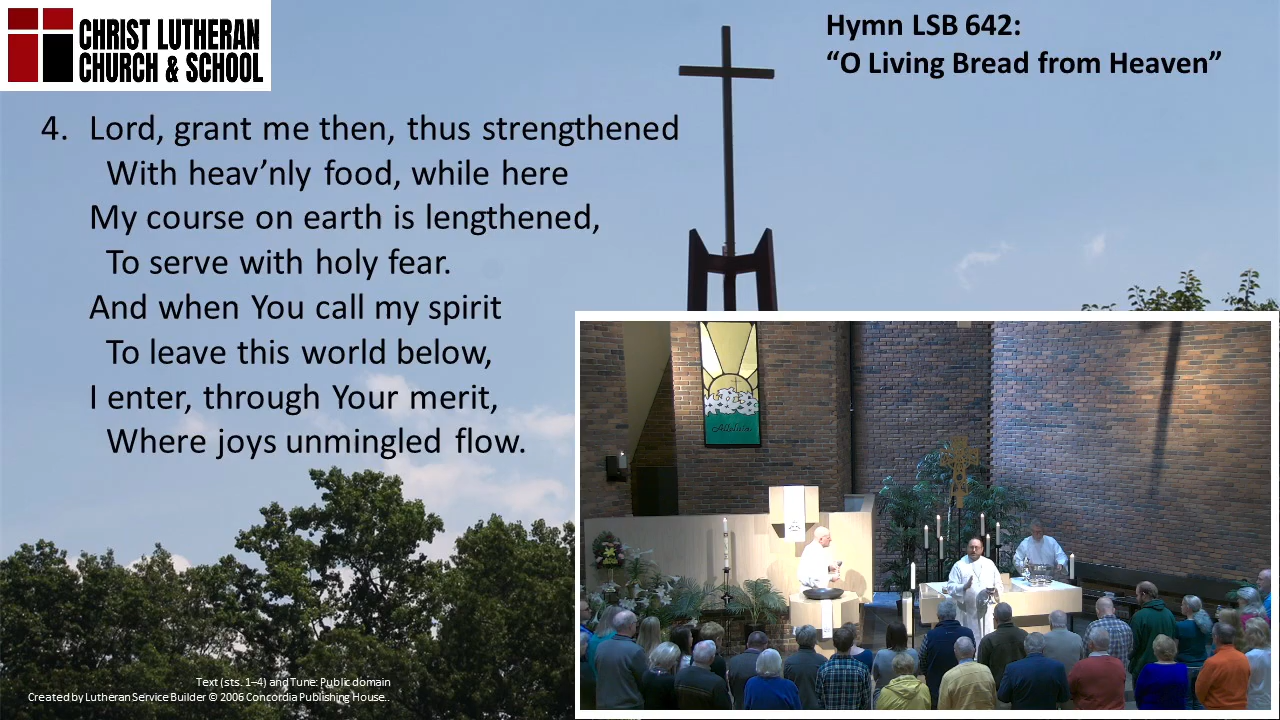 CHRIST LUTHERAN
CHURCH & SCHOOL
Hymn LSB 642:
“O Living Bread from Heaven”
4. Lord, grant me then, thus strengthened
With heav’nly food, while here
My course on earth is lengthened,
To serve with holy fear.
And when You call my spirit
To leave this world below,
I enter, through Your merit,
Where joys unmingled flow.
Alleluia.
Text (sts. 1–4) and Tune: Public domain
Created by Lutheran Service Builder © 2006 Concordia Publishing House..